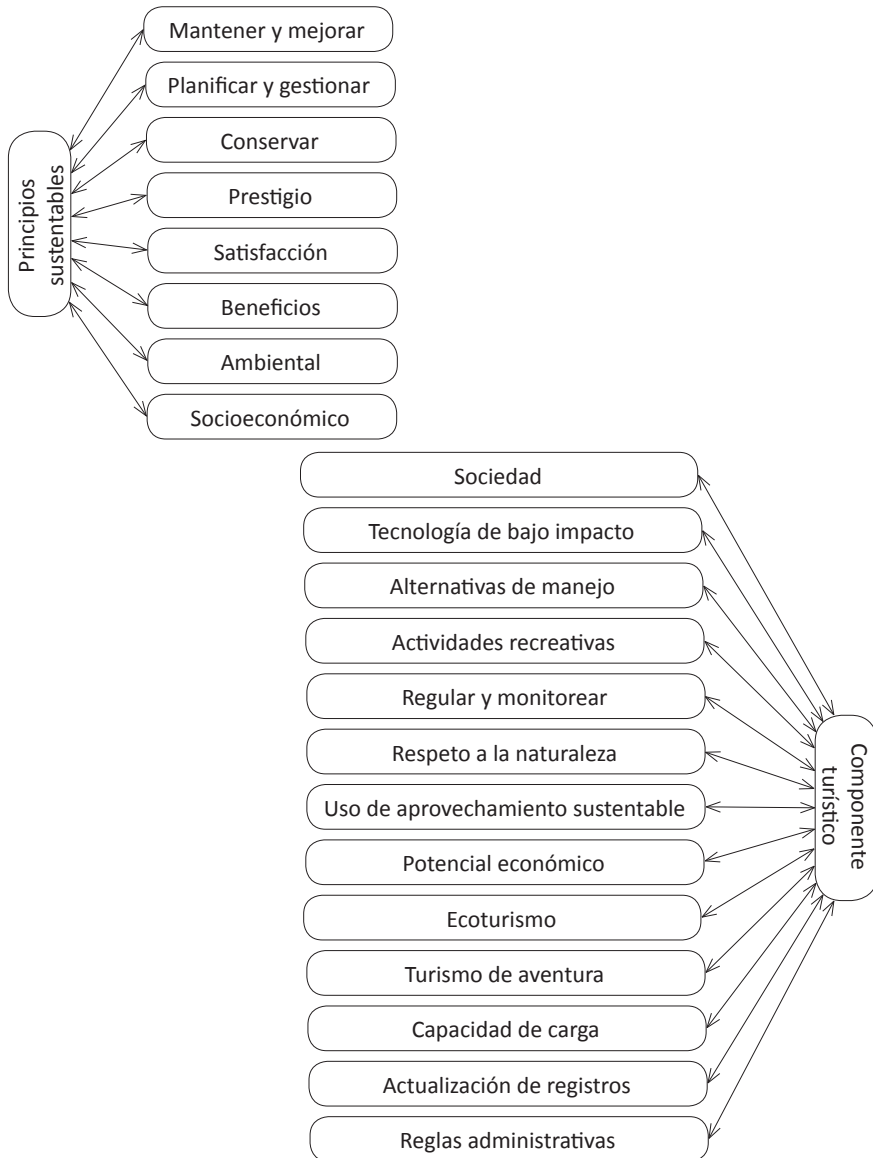 Mantener y mejorar
Planificar y gestionar
Conservar
Prestigio
Satisfacción
Beneficios
Ambiental
Socioeconómico
Principios
sustentables
Sociedad
Tecnología de bajo impacto
Alternativas de manejo
Actividades recreativas
Regular y monitorear
Respeto a la naturaleza
Uso de aprovechamiento sustentable
Potencial económico
Ecoturismo
Turismo de aventura
Capacidad de carga
Actualización de registros
Reglas administrativas
Componente
turístico